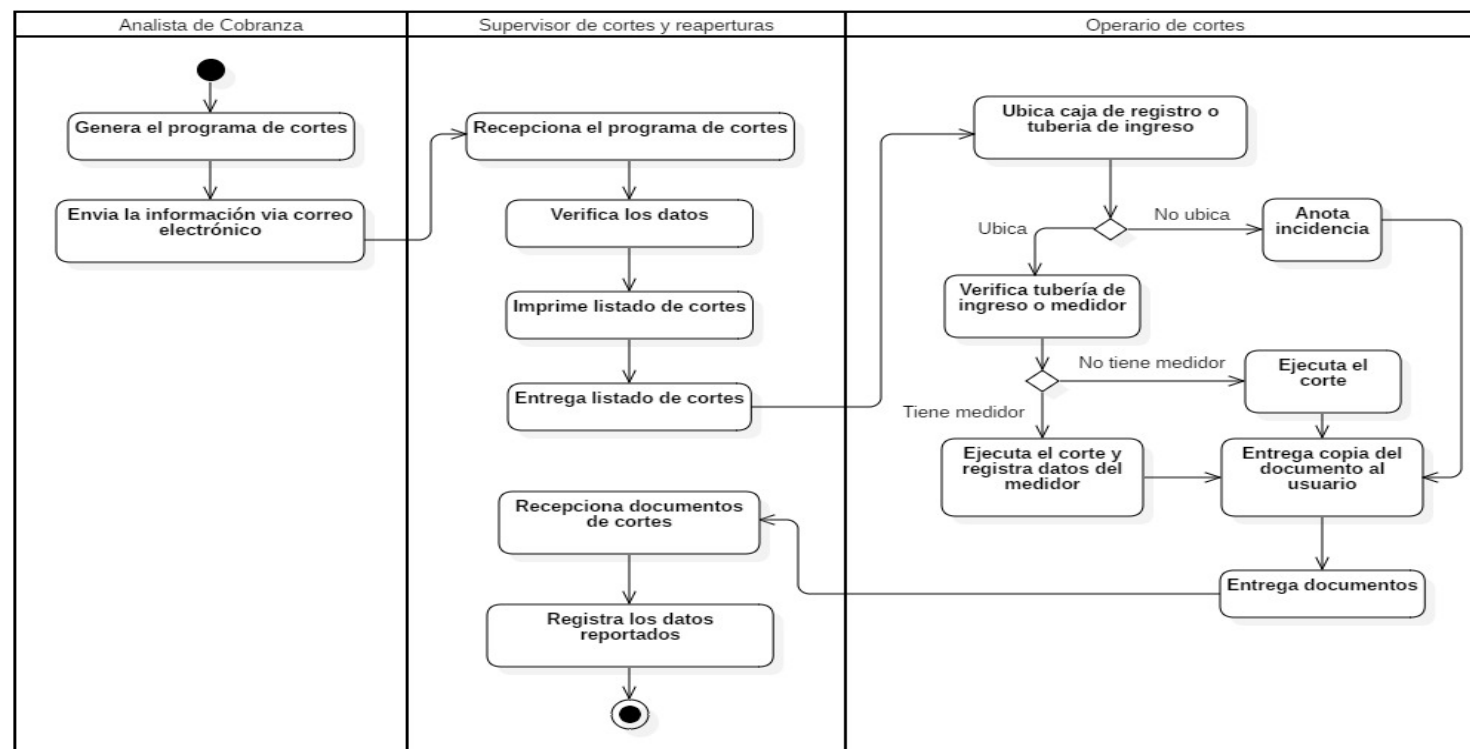 Analista de Cobranza
Supervisor de cortes y reaperturas
Operario de cortes
Genera el programa de cortes
Envia la información via correo
electrónico
Recepciona el programa de cortes
Verifica los datos
Imprime listado de cortes
Entrega listado de cortes
Ubica caja de registro o
tuberia de ingreso
No ubica
Anota
incidencia
Ubica
Verifica tubería de
ingreso o medidor
No tiene medidor
Ejecuta el
corte
Tiene medidor
Ejecuta el corte y
registra datos del
medidor
Entrega copia del
documento al
usuario
Entrega documentos
Recepciona documentos
de cortes
Registra los datos
reportados